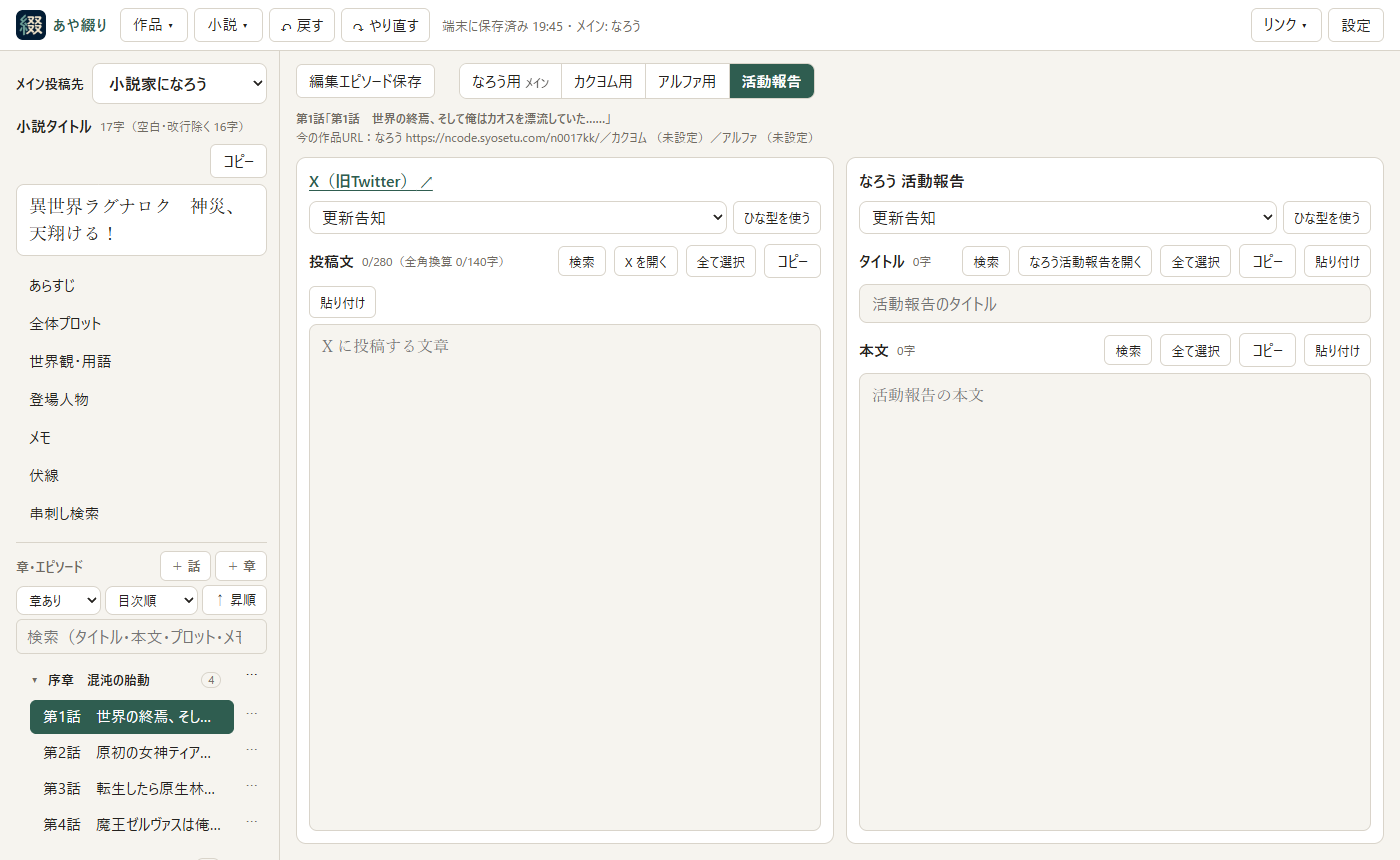 綴 あや綴り 作品 ▾ 小説 ▾ ↶ 戻す ↷ やり直す 端末に保存済み 19:45・メイン: なろう リンク ▾ 設定
メイン投稿先 小説家になろう
小説タイトル 17字（空白・改行除く 16字）
コピー
異世界ラグナロク　神災、
天翔ける！
あらすじ
全体プロット
世界観・用語
登場人物
メモ
伏線
串刺し検索
章・エピソード ＋ 話 ＋ 章
章あり 目次順 ↑ 昇順
検索（タイトル・本文・プロット・メモ
▾ 序章　混沌の胎動 4 …
第1話　世界の終焉、そし... …
第2話　原初の女神ティア... …
第3話　転生したら原生林... …
第4話　魔王ゼルヴァスは俺... …
編集エピソード保存 なろう用 メイン カクヨム用 アルファ用 活動報告
第1話「第1話　世界の終焉、そして俺はカオスを漂流していた……」
今の作品URL：なろう https://ncode.syosetu.com/n0017kk/／カクヨム （未設定）／アルファ （未設定）
X（旧Twitter） ↗
更新告知 ひな型を使う
投稿文 0/280（全角換算 0/140字） 検索 X を開く 全て選択 コピー
貼り付け
X に投稿する文章
なろう 活動報告
更新告知 ひな型を使う
タイトル 0字 検索 なろう活動報告を開く 全て選択 コピー 貼り付け
活動報告のタイトル
本文 0字 検索 全て選択 コピー 貼り付け
活動報告の本文